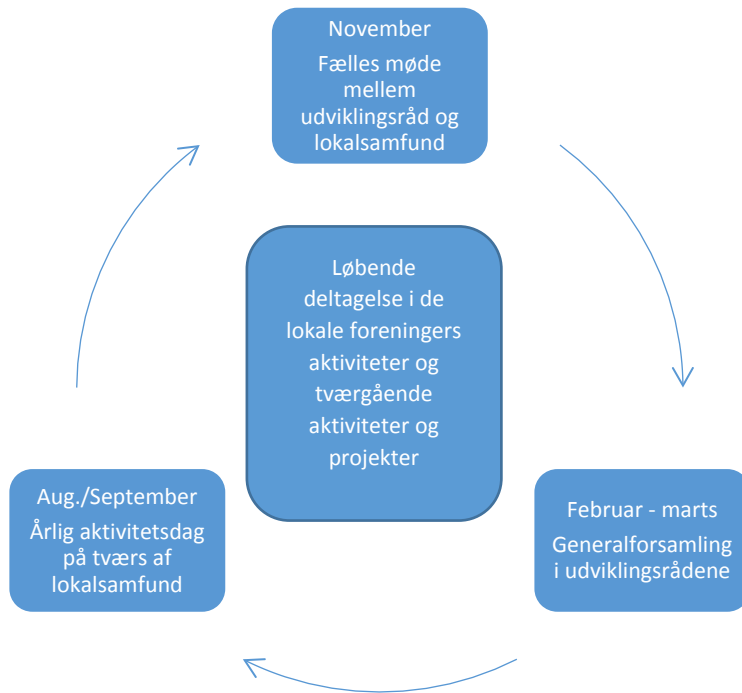 November
Fælles møde
mellem
udviklingsråd og
lokalsamfund
Løbende
deltagelse i de
lokale foreningers
aktiviteter og
tværgående
aktiviteter og
projekter
Aug./September
Årlig aktivitetsdag
på tværs af
lokalsamfund
Februar - marts
Generalforsamling
i udviklingsrådene